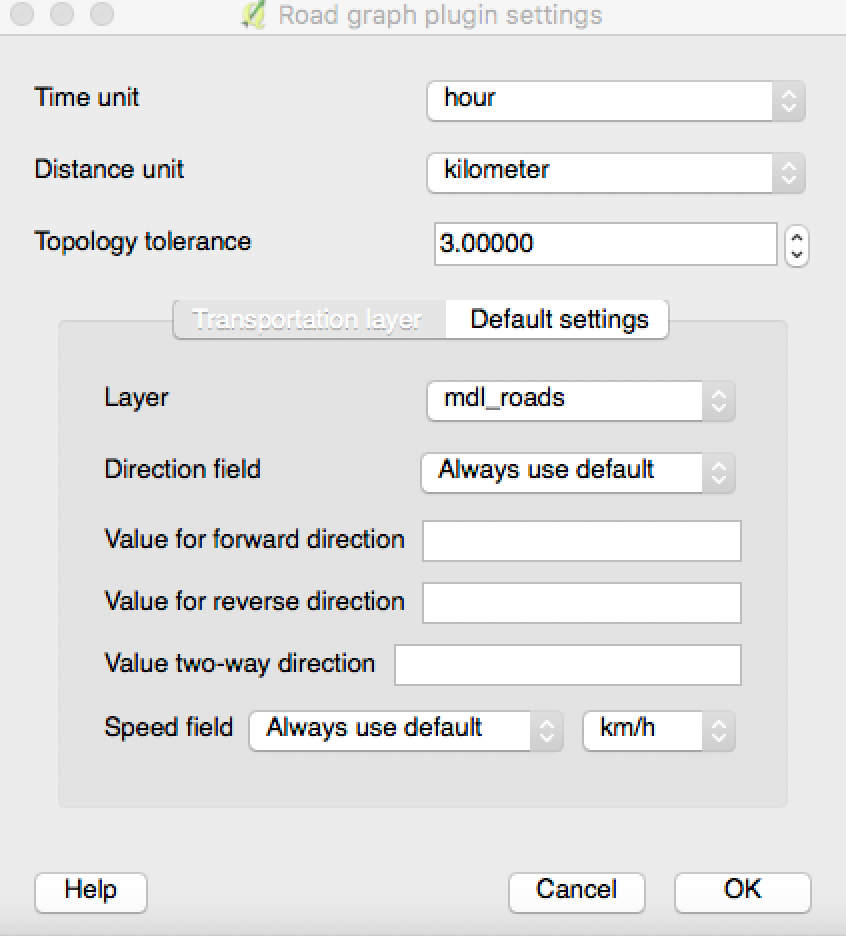 Road graph plugin settings
Time unit hour
Distance unit kilometer
Topology tolerance 3.00000
Transportation layer Default settings
Layer mdl_roads
Direction field Always use default
Value for forward direction
Value for reverse direction
Value two-way direction
Speed field Always use default km/h
Help Cancel OK